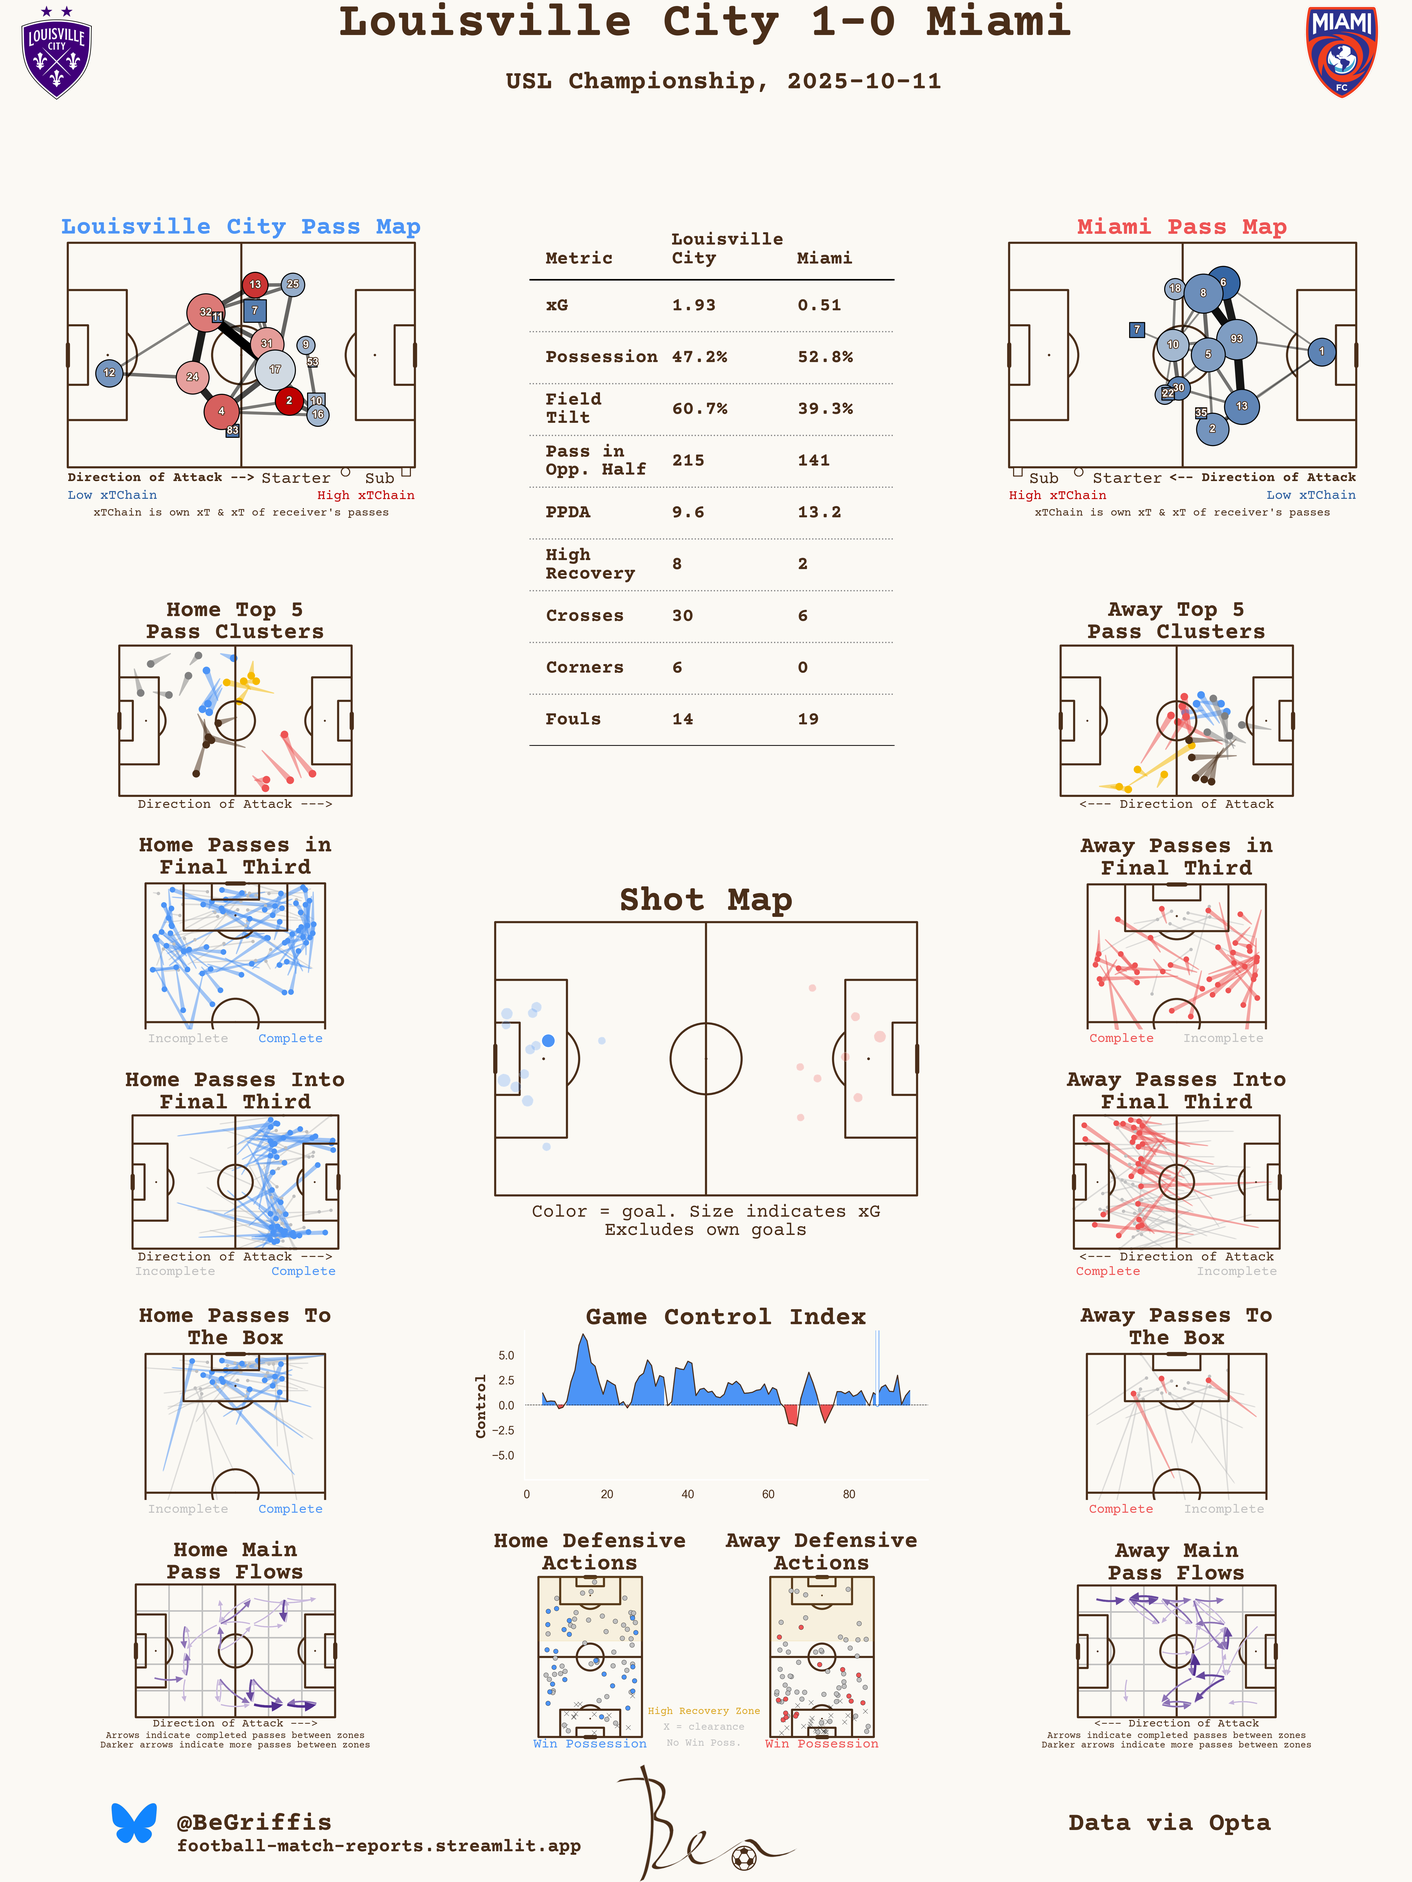 Louisville City 1-0 Miami
USL Championship, 2025-10-11
LOUISVILLE
CITY
MIAMI
FC
Louisville City Pass Map
13
25
32
11
7
31
9
53
12
24
17
2
10
16
4
83
Direction of Attack --> Starter Sub
Low xTChain High xTChain
xTChain is own xT & xT of receiver's passes
Metric Louisville City Miami
xG 1.93 0.51
Possession 47.2% 52.8%
Field Tilt 60.7% 39.3%
Pass in Opp. Half 215 141
PPDA 9.6 13.2
High Recovery 8 2
Crosses 30 6
Corners 6 0
Fouls 14 19
Miami Pass Map
18
8
6
7
10
5
93
1
22
30
35
13
2
Sub Starter <-- Direction of Attack
High xTChain Low xTChain
xTChain is own xT & xT of receiver's passes
Home Top 5
Pass Clusters
Direction of Attack --->
Away Top 5
Pass Clusters
<--- Direction of Attack
Home Passes in
Final Third
Incomplete Complete
Away Passes in
Final Third
Complete Incomplete
Shot Map
Color = goal. Size indicates xG
Excludes own goals
Home Passes Into
Final Third
Direction of Attack --->
Incomplete Complete
Away Passes Into
Final Third
<--- Direction of Attack
Complete Incomplete
Home Passes To
The Box
Incomplete Complete
Game Control Index
Control
5.0
2.5
0.0
−2.5
−5.0
0 20 40 60 80
Away Passes To
The Box
Complete Incomplete
Home Main
Pass Flows
Direction of Attack --->
Arrows indicate completed passes between zones
Darker arrows indicate more passes between zones
Home Defensive
Actions
Win Possession
High Recovery Zone
X = clearance
No Win Poss.
Away Defensive
Actions
Win Possession
Away Main
Pass Flows
<--- Direction of Attack
Arrows indicate completed passes between zones
Darker arrows indicate more passes between zones
@BeGriffis
football-match-reports.streamlit.app
Ben
Data via Opta